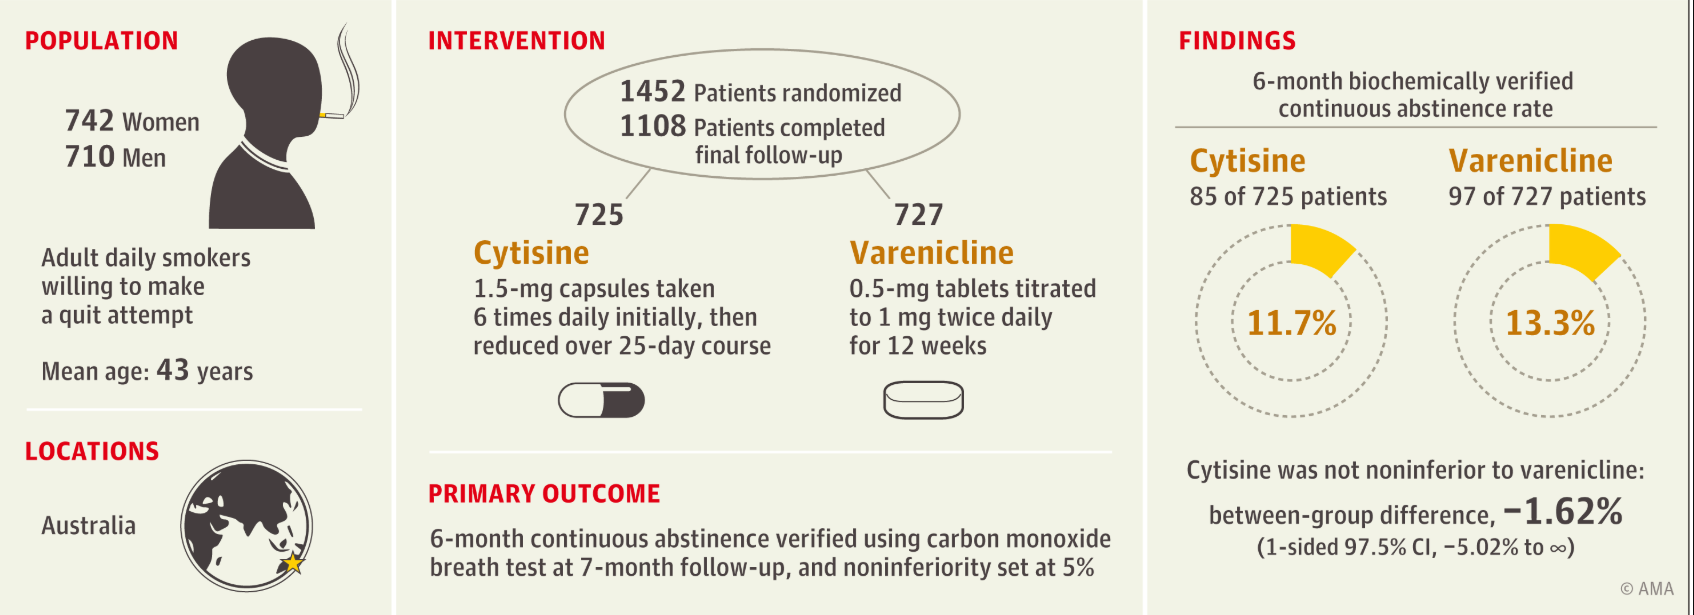 POPULATION
742 Women
710 Men
Adult daily smokers
willing to make
a quit attempt
Mean age: 43 years
LOCATIONS
Australia
INTERVENTION
1452 Patients randomized
1108 Patients completed
final follow-up
725
Cytisine
1.5-mg capsules taken
6 times daily initially, then
reduced over 25-day course
727
Varenicline
0.5-mg tablets titrated
to 1 mg twice daily
for 12 weeks
PRIMARY OUTCOME
6-month continuous abstinence verified using carbon monoxide
breath test at 7-month follow-up, and noninferiority set at 5%
FINDINGS
6-month biochemically verified
continuous abstinence rate
Cytisine
85 of 725 patients
11.7%
Varenicline
97 of 727 patients
13.3%
Cytisine was not noninferior to varenicline:
between-group difference, −1.62%
(1-sided 97.5% CI, −5.02% to ∞)
© AMA